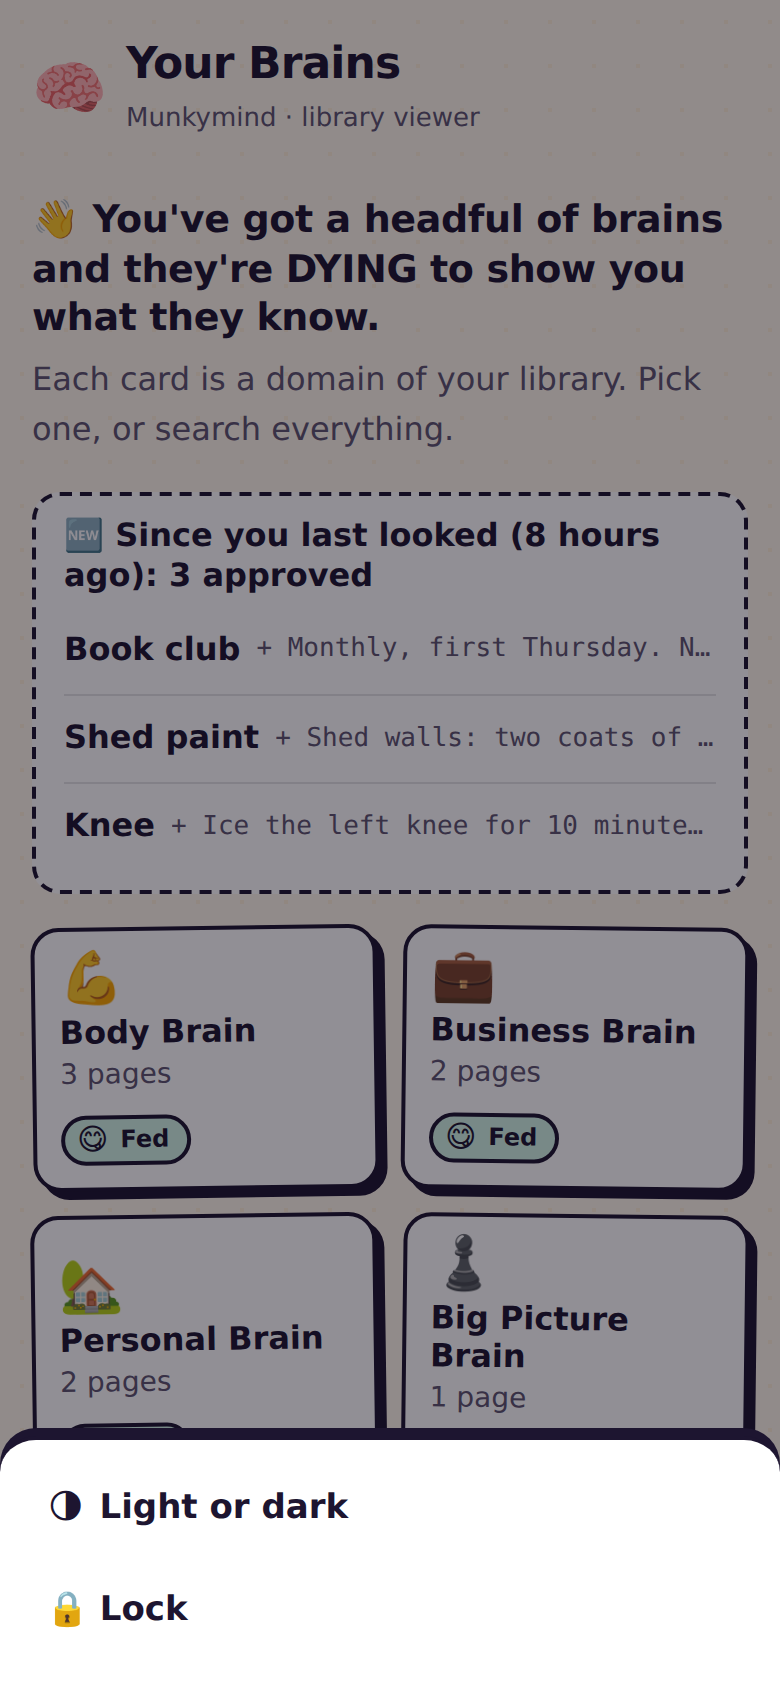 Your Brains
Munkymind · library viewer
👋 You've got a headful of brains
and they're DYING to show you
what they know.
Each card is a domain of your library. Pick
one, or search everything.
🆕 Since you last looked (8 hours
ago): 3 approved
Book club + Monthly, first Thursday. N…
Shed paint + Shed walls: two coats of …
Knee + Ice the left knee for 10 minute…
Body Brain
3 pages
😋 Fed
Business Brain
2 pages
😋 Fed
Personal Brain
2 pages
Big Picture
Brain
1 page
Light or dark
Lock